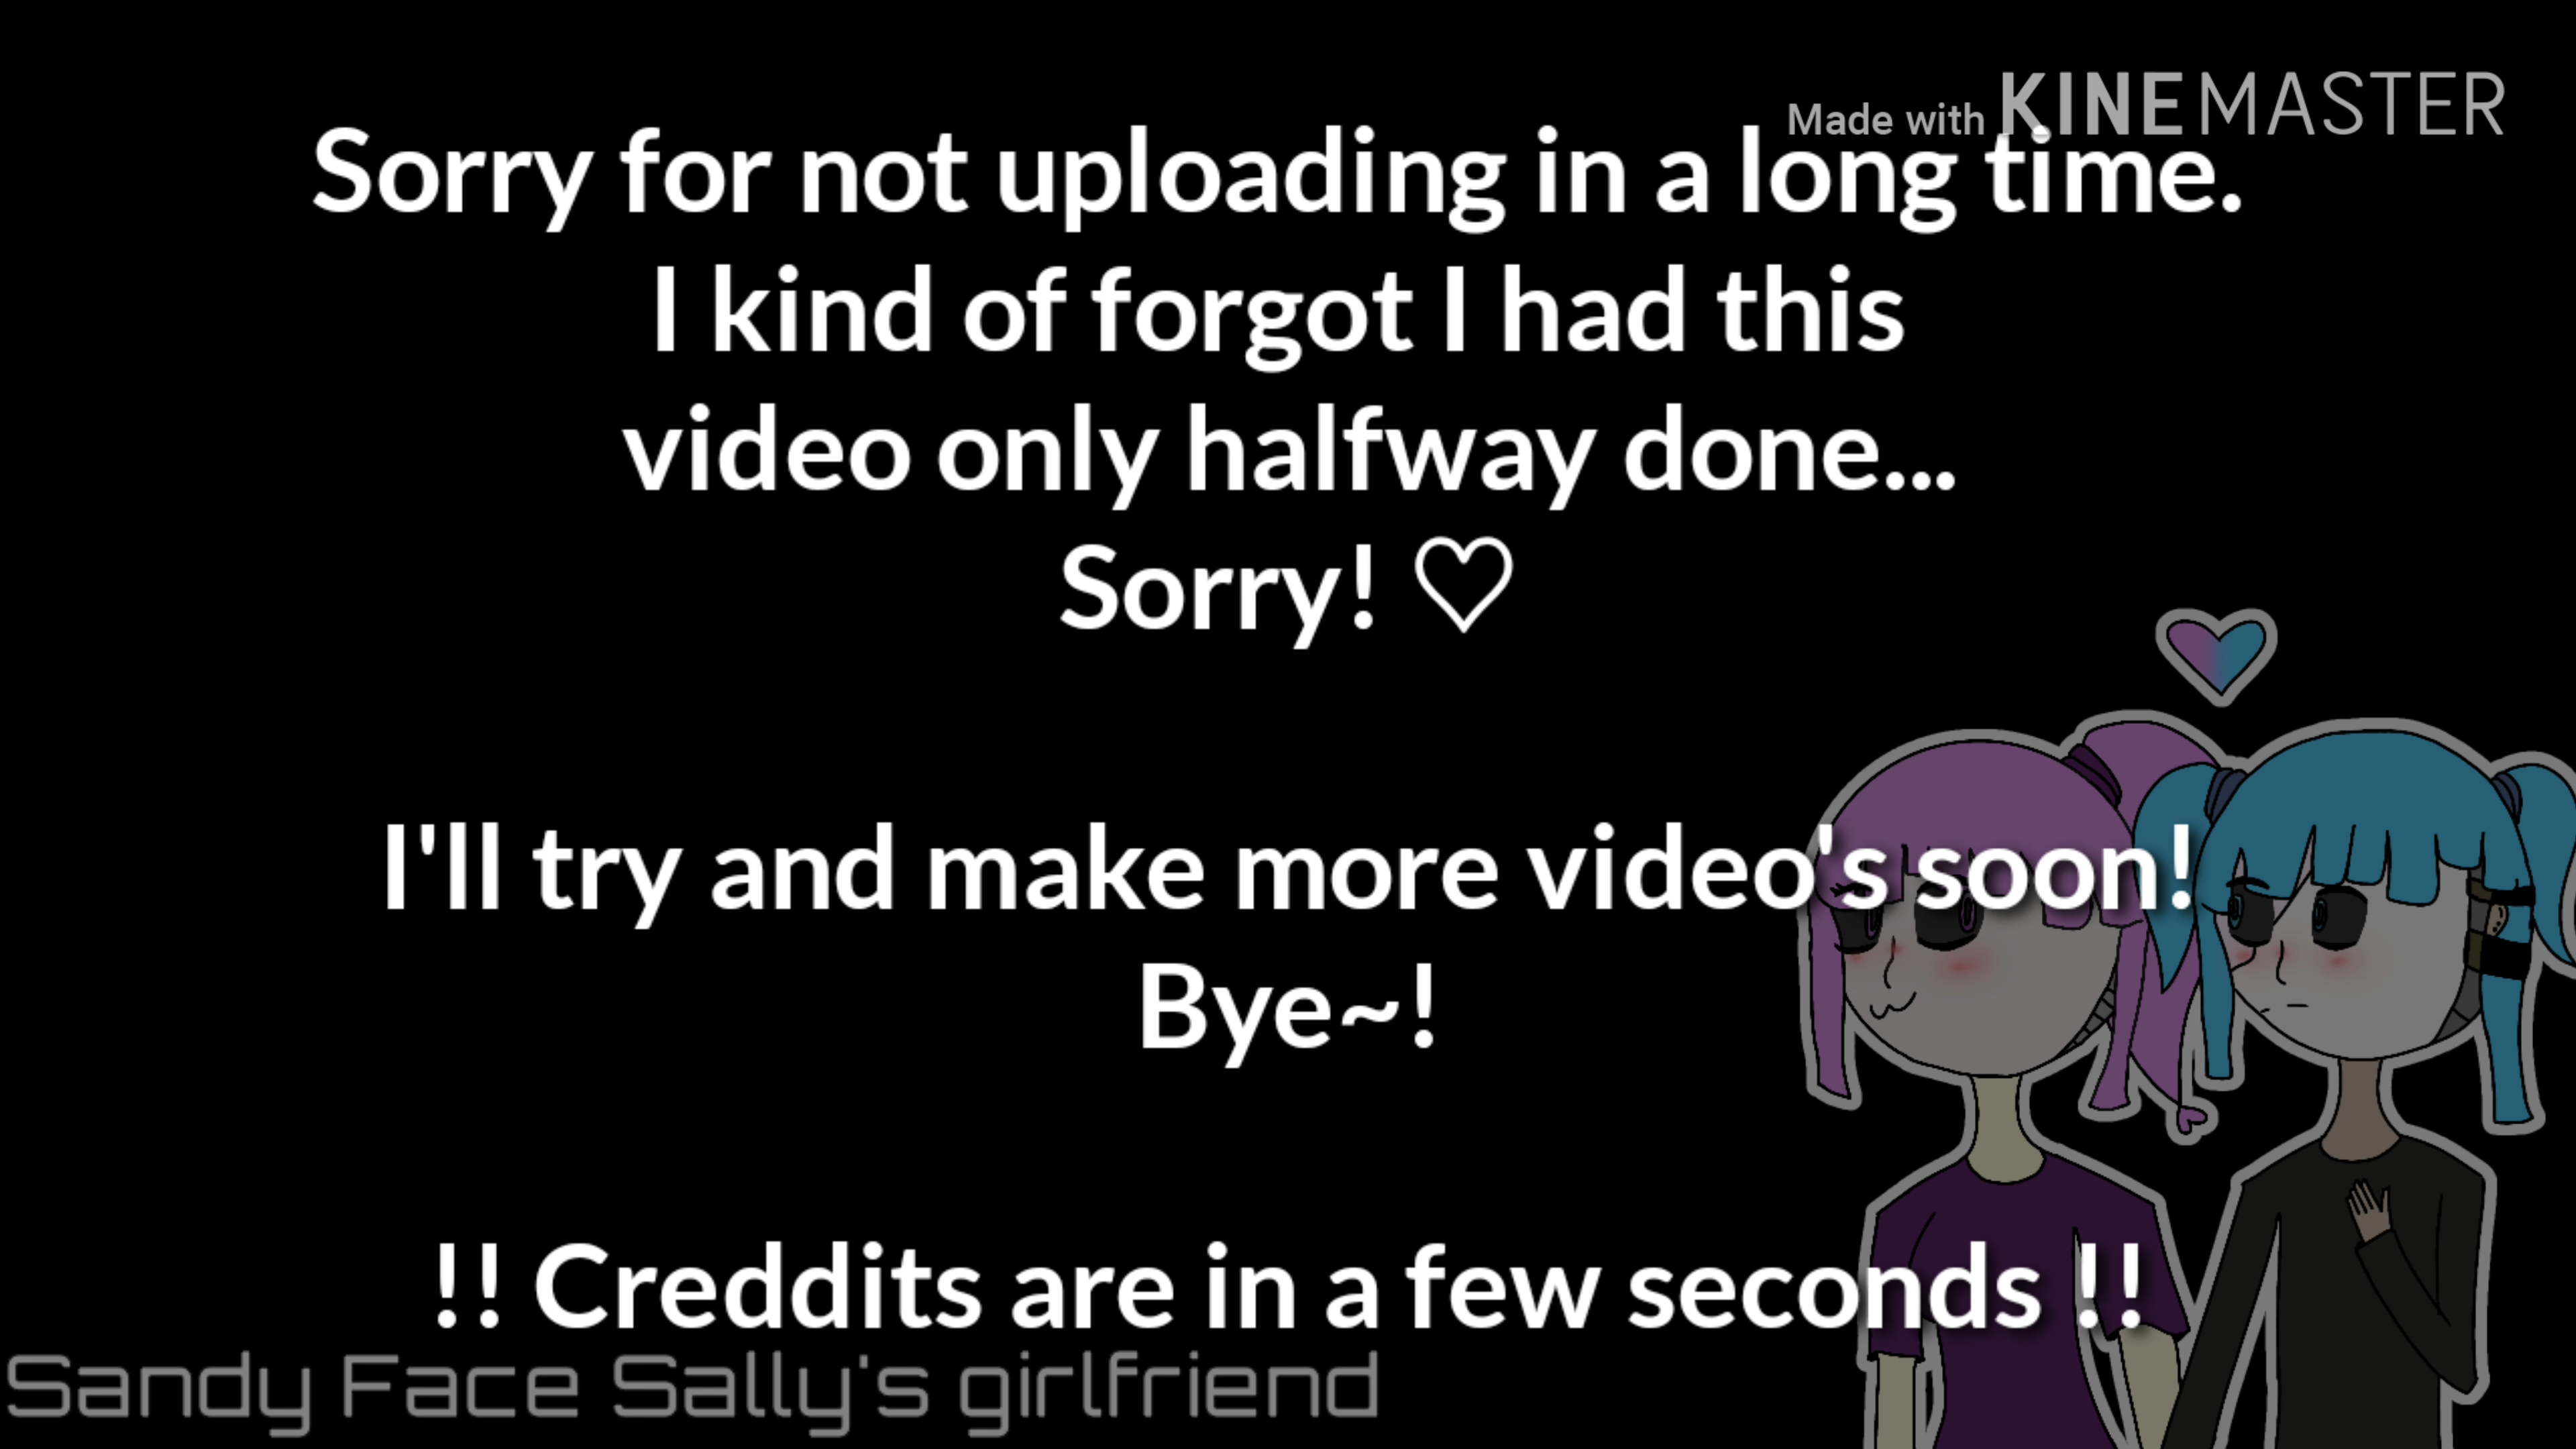 Made with KINEMASTER
Sorry for not uploading in a long time.
I kind of forgot I had this
video only halfway done...
Sorry! ♡
I'll try and make more video's soon!
Bye~!
!! Creddits are in a few seconds !!
Sandy Face Sally's girlfriend